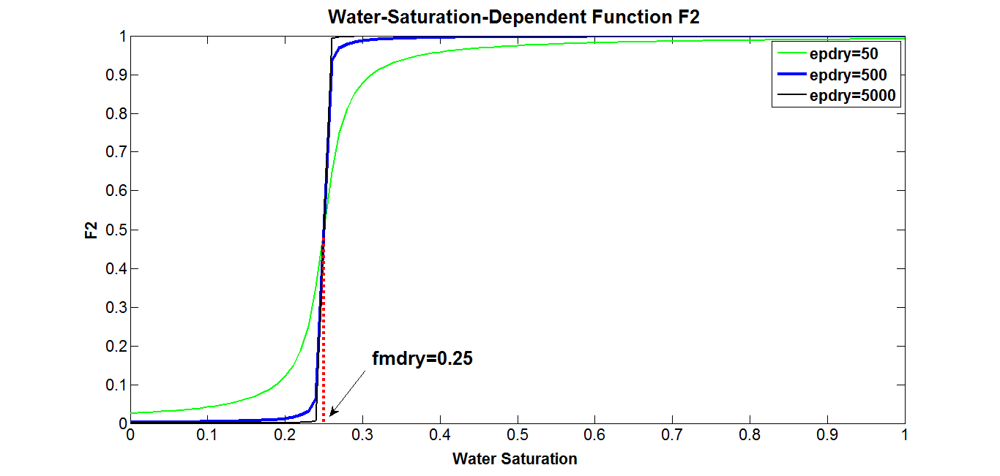 Water-Saturation-Dependent Function F2
1
0.9
0.8
0.7
0.6
0.5
0.4
0.3
0.2
0.1
0
F2
epdry=50
epdry=500
epdry=5000
fmdry=0.25
0 0.1 0.2 0.3 0.4 0.5 0.6 0.7 0.8 0.9 1
Water Saturation